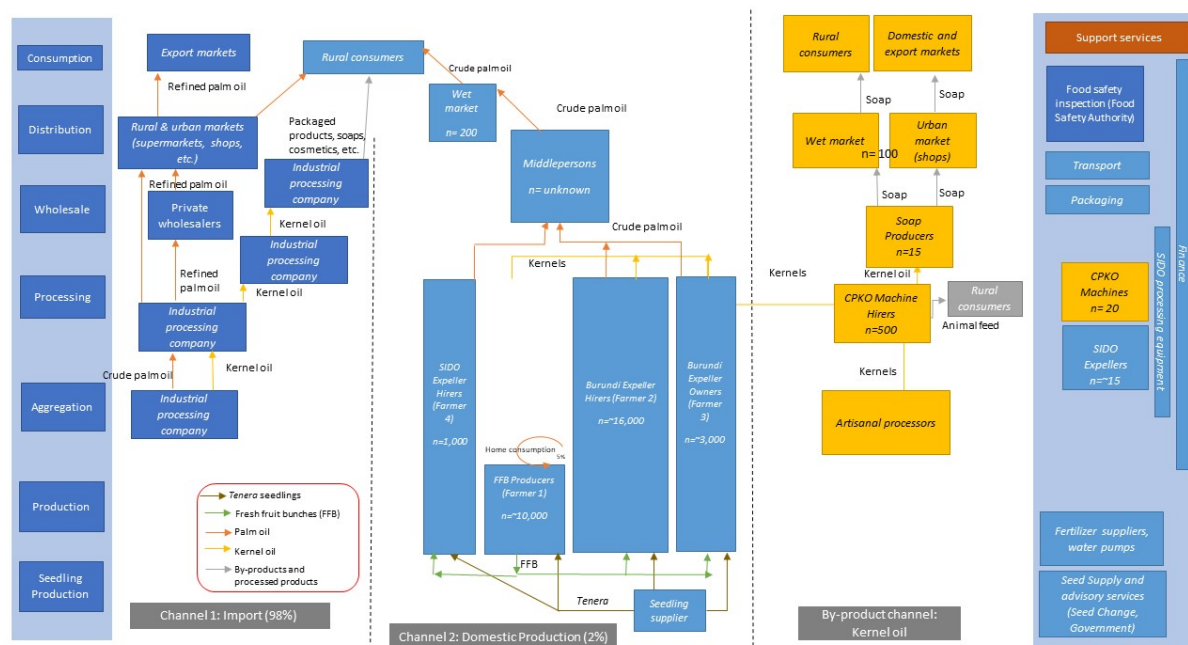 Consumption
Distribution
Wholesale
Processing
Aggregation
Production
Seedling
Production
Export markets
Refined palm oil
Rural & urban markets
(supermarkets, shops,
etc.)
Refined palm oil
Private
wholesalers
Refined
palm oil
Industrial
processing
company
Crude palm oil
Kernel oil
Industrial
processing
company
Packaged
products, soaps,
cosmetics, etc.
Industrial
processing
company
Kernel oil
Industrial
processing
company
Kernel oil
Tenera seedlings
Fresh fruit bunches (FFB)
Palm oil
Kernel oil
By-products and
processed products
Channel 1: Import (98%)
Rural consumers
Crude palm oil
Wet
market
n= 200
Crude palm oil
Middlepersons
n= unknown
Crude palm oil
Kernels
SIDO
Expeller
Hirers
(Farmer
4)
n=1,000
Home consumption
5%
FFB Producers
(Farmer 1)
n=~10,000
Burundi Expeller
Hirers (Farmer 2)
n=~16,000
Burundi
Expeller
Owners
(Farmer
3)
n=~3,000
FFB
Tenera
Seedling
supplier
Channel 2: Domestic Production (2%)
Rural
consumers
Domestic and
export markets
Soap
Soap
Wet market
n= 100
Urban
market
(shops)
Soap
Soap
Soap
Producers
n=15
Kernel oil
Kernels
CPKO Machine
Hirers
n=500
Rural
consumers
Animal feed
Kernels
Artisanal processors
By-product channel:
Kernel oil
Support services
Food safety
inspection (Food
Safety Authority)
Transport
Packaging
Finance
SIDO processing equipment
CPKO
Machines
n= 20
SIDO
Expellers
n=~15
Fertilizer suppliers,
water pumps
Seed Supply and
advisory services
(Seed Change,
Government)